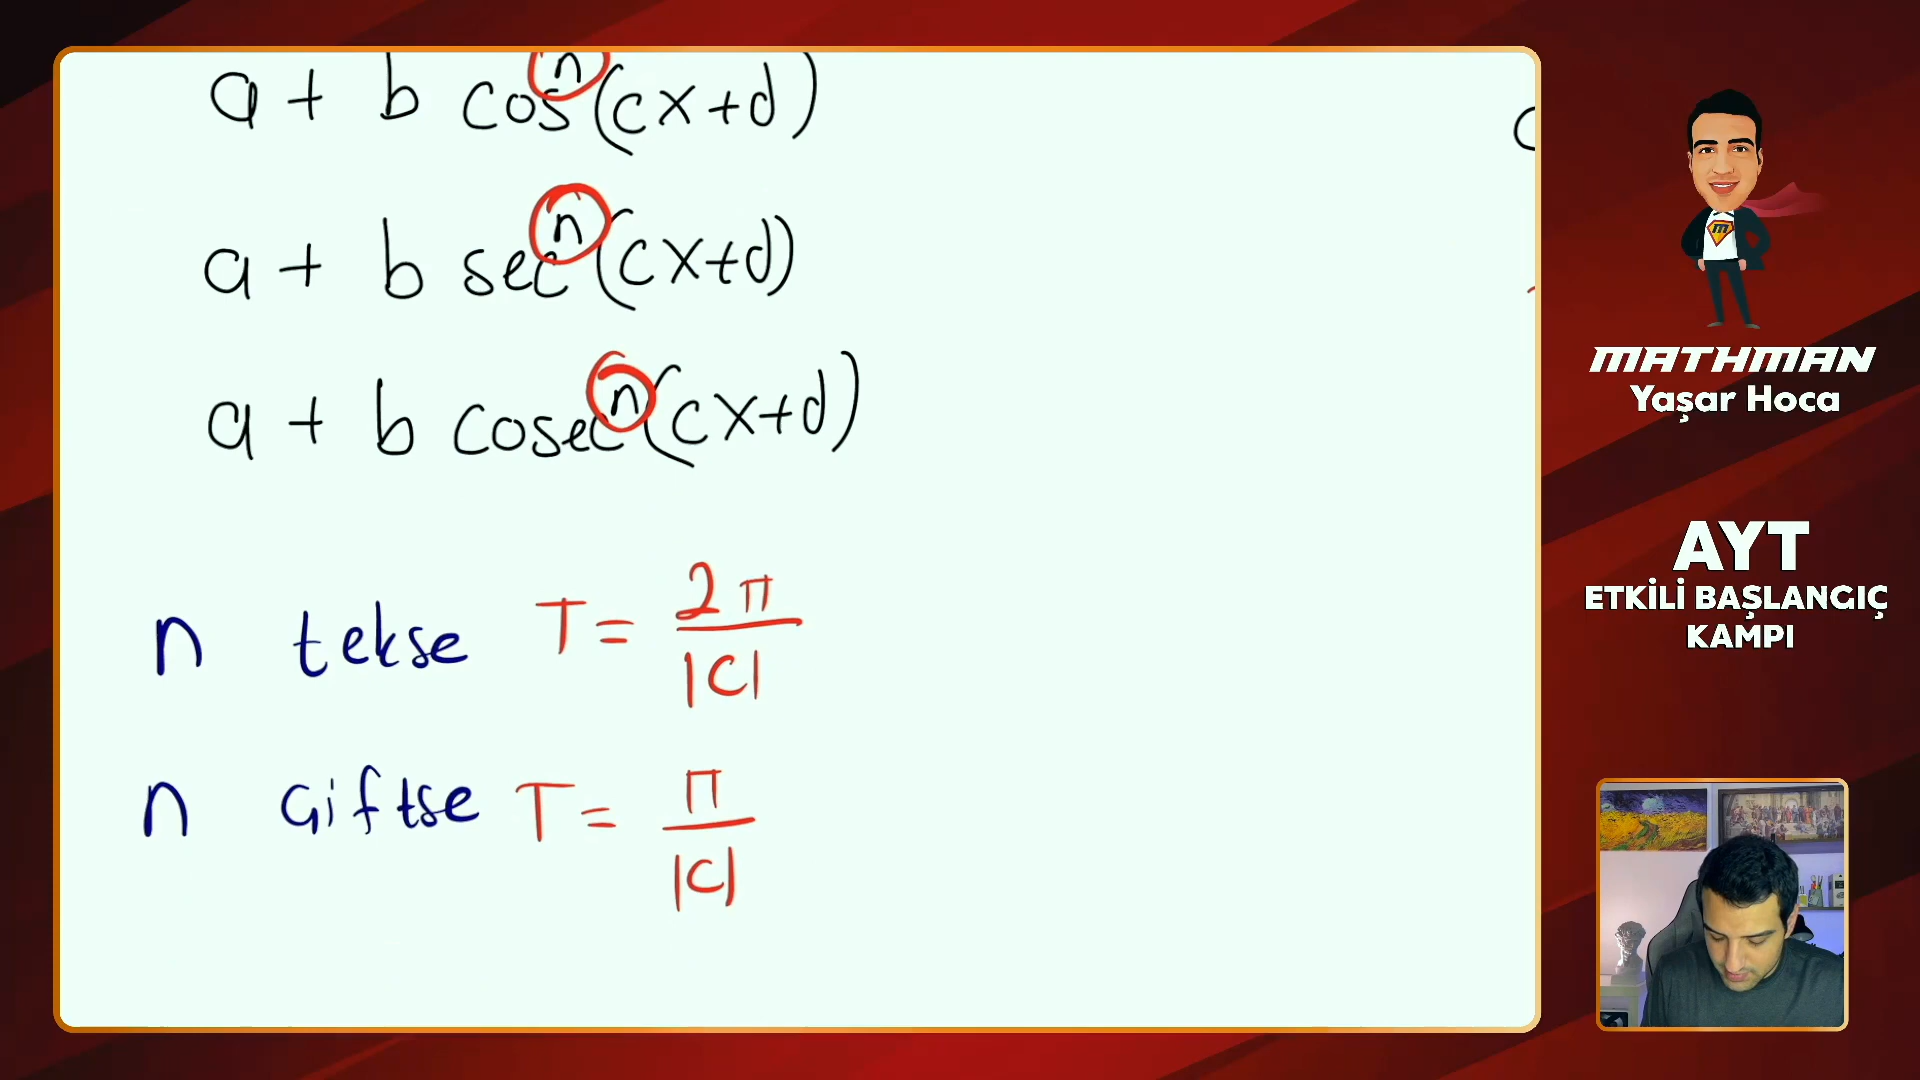 a + b cosⁿ(cx+d)
a + b secⁿ(cx+d)
a + b cosecⁿ(cx+d)
n tekse T = 2π/|c|
n çiftse T = π/|c|
MATHMAN
Yaşar Hoca
AYT
ETKİLİ BAŞLANGIÇ
KAMPI